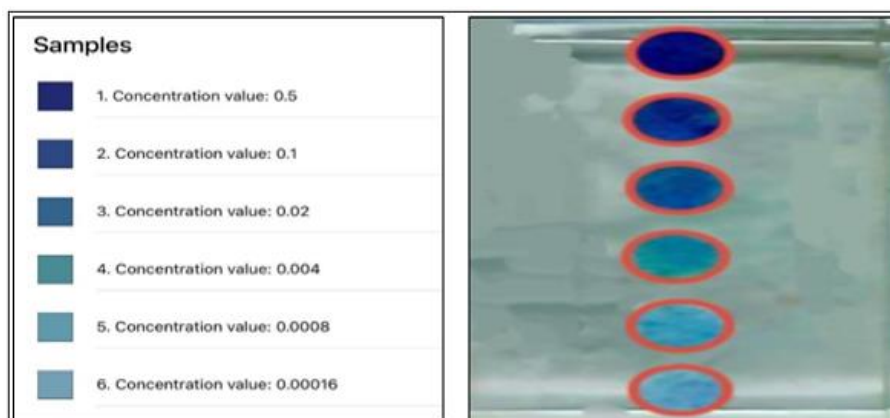 Samples
1. Concentration value: 0.5
2. Concentration value: 0.1
3. Concentration value: 0.02
4. Concentration value: 0.004
5. Concentration value: 0.0008
6. Concentration value: 0.00016